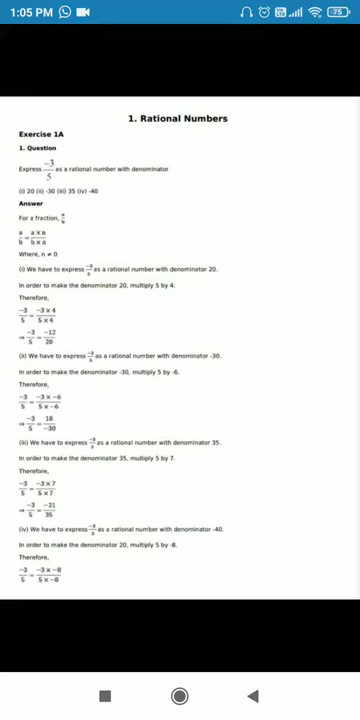 1:05 PM
75
1. Rational Numbers
Exercise 1A
1. Question
Express -3/5 as a rational number with denominator
(i) 20 (ii) -30 (iii) 35 (iv) -40
Answer
For a fraction, a/b
a/b = a × n/b × n
Where, n ≠ 0
(i) We have to express -3/5 as a rational number with denominator 20.
In order to make the denominator 20, multiply 5 by 4.
Therefore,
-3/5 = -3 × 4/5 × 4
⇒ -3/5 = -12/20
(ii) We have to express -3/5 as a rational number with denominator -30.
In order to make the denominator -30, multiply 5 by -6.
Therefore,
-3/5 = -3 × -6/5 × -6
⇒ -3/5 = 18/-30
(iii) We have to express -3/5 as a rational number with denominator 35.
In order to make the denominator 35, multiply 5 by 7.
Therefore,
-3/5 = -3 × 7/5 × 7
⇒ -3/5 = -21/35
(iv) We have to express -3/5 as a rational number with denominator -40.
In order to make the denominator 20, multiply 5 by -8.
Therefore,
-3/5 = -3 × -8/5 × -8